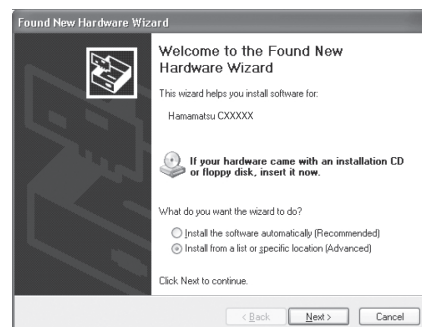 Found New Hardware Wizard
Welcome to the Found New
Hardware Wizard
This wizard helps you install software for:
Hamamatsu CXXXXX
If your hardware came with an installation CD
or floppy disk, insert it now.
What do you want the wizard to do?
Install the software automatically (Recommended)
Install from a list or specific location (Advanced)
Click Next to continue.
< Back
Next >
Cancel